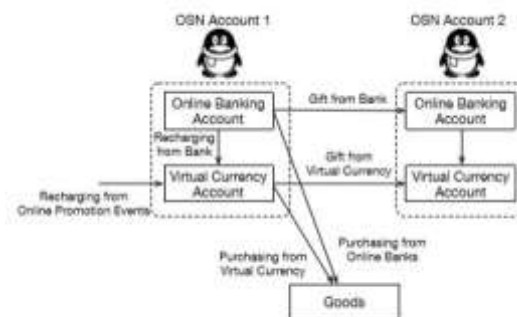 OSN Account 1
OSN Account 2
Online Banking
Account
Gift from Bank
Online Banking
Account
Recharging
from Bank
Virtual Currency
Account
Gift from
Virtual Currency
Virtual Currency
Account
Recharging from
Online Promotion Events
Purchasing from
Virtual Currency
Purchasing from
Online Banks
Goods